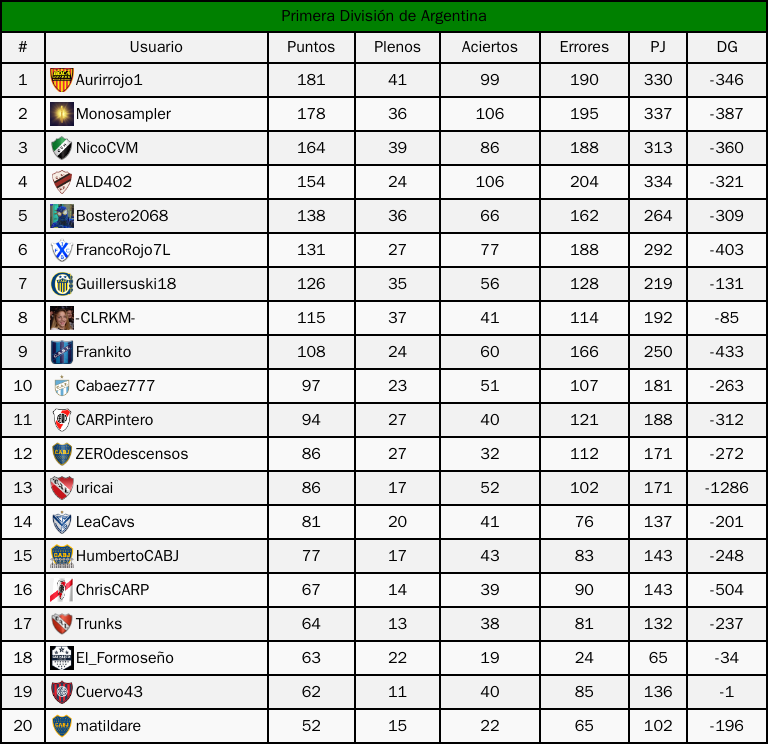 Primera División de Argentina
# Usuario Puntos Plenos Aciertos Errores PJ DG
1 Aurirrojo1 181 41 99 190 330 -346
2 Monosampler 178 36 106 195 337 -387
3 NicoCVM 164 39 86 188 313 -360
4 ALD402 154 24 106 204 334 -321
5 Bostero2068 138 36 66 162 264 -309
6 FrancoRojo7L 131 27 77 188 292 -403
7 Guillersuski18 126 35 56 128 219 -131
8 -CLRKM- 115 37 41 114 192 -85
9 Frankito 108 24 60 166 250 -433
10 Cabaez777 97 23 51 107 181 -263
11 CARPintero 94 27 40 121 188 -312
12 ZEROdescensos 86 27 32 112 171 -272
13 uricai 86 17 52 102 171 -1286
14 LeaCavs 81 20 41 76 137 -201
15 HumbertoCABJ 77 17 43 83 143 -248
16 ChrisCARP 67 14 39 90 143 -504
17 Trunks 64 13 38 81 132 -237
18 El_Formoseño 63 22 19 24 65 -34
19 Cuervo43 62 11 40 85 136 -1
20 matildare 52 15 22 65 102 -196